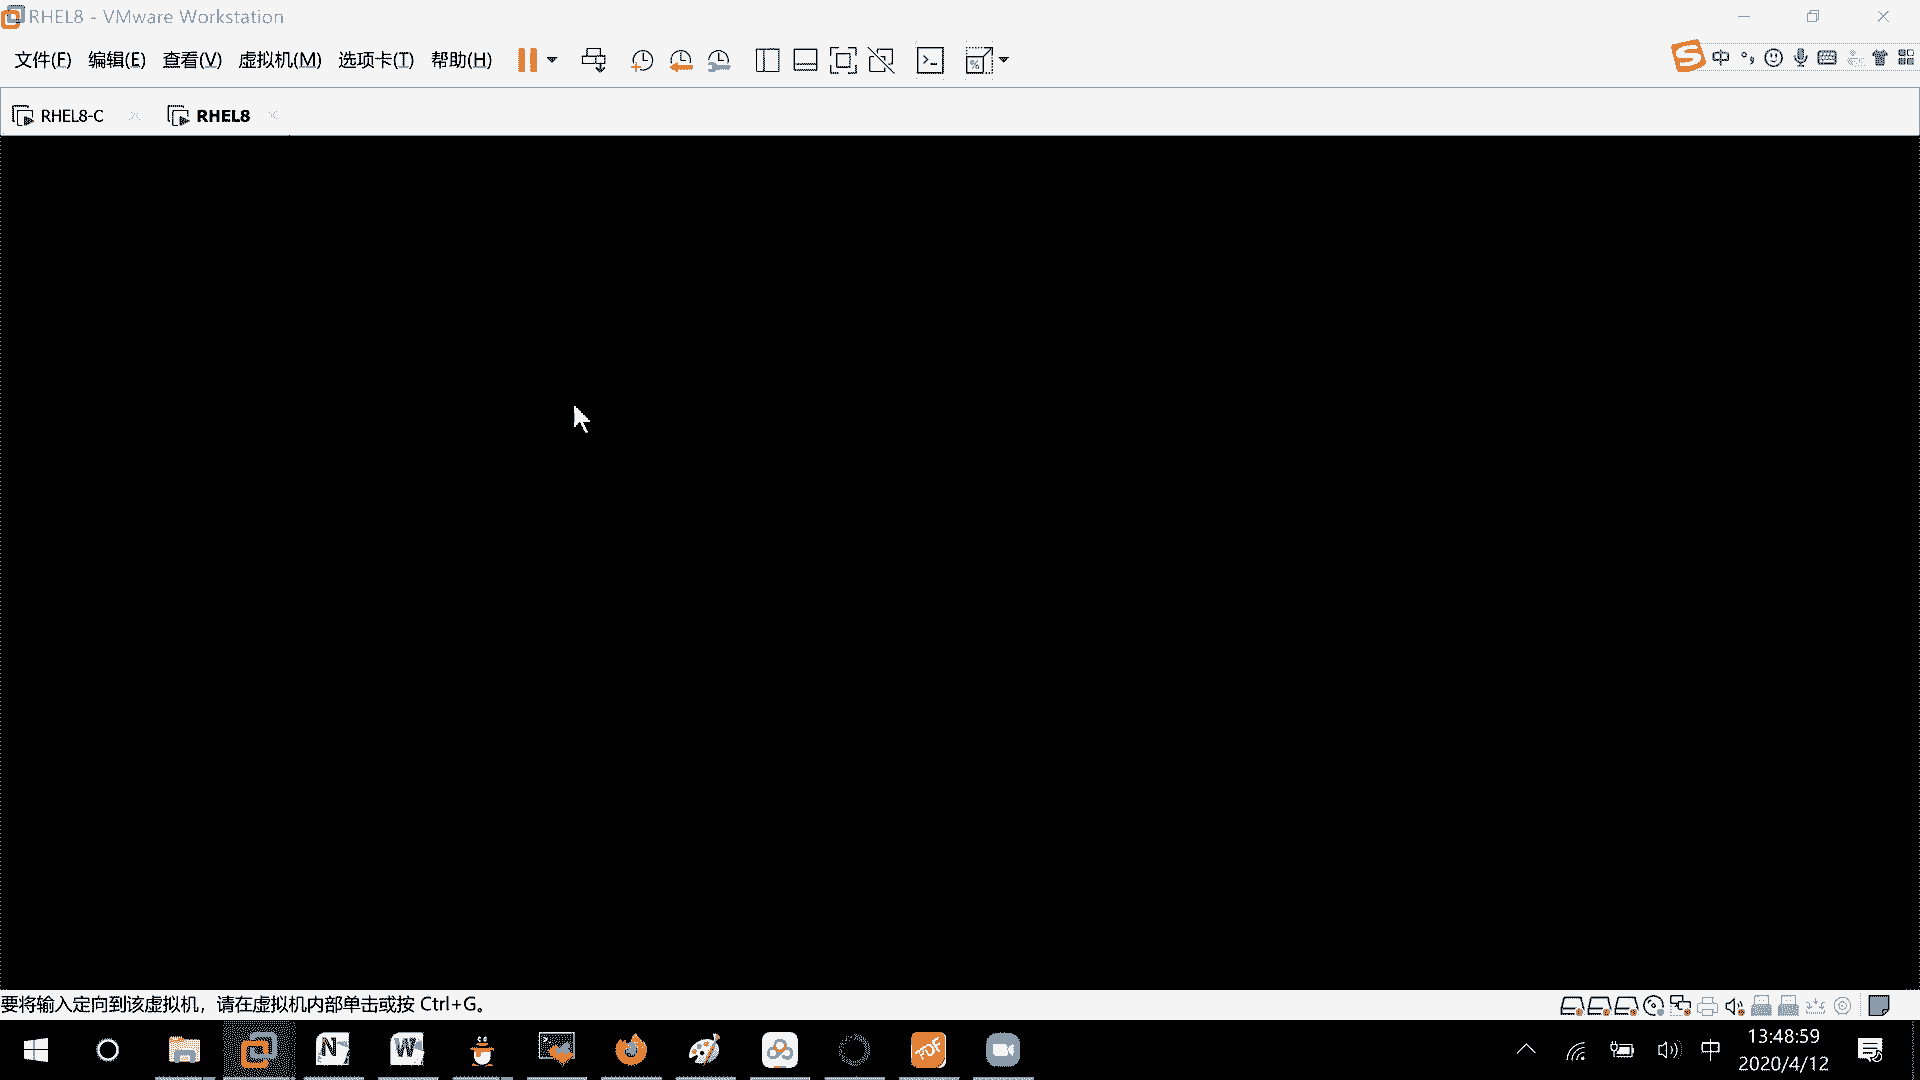 RHEL8 - VMware Workstation
文件(F) 编辑(E) 查看(V) 虚拟机(M) 选项卡(T) 帮助(H)
中
RHEL8-C
RHEL8
要将输入定向到该虚拟机，请在虚拟机内部单击或按 Ctrl+G。
中
13:48:59
2020/4/12